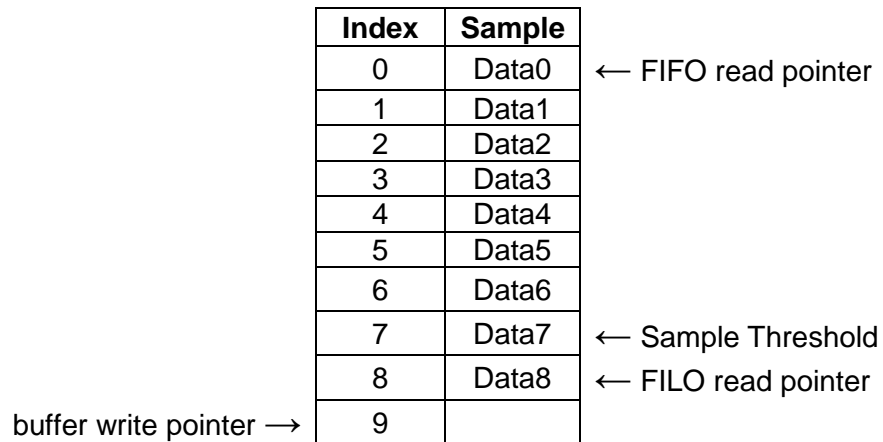 Index Sample
0 Data0 ← FIFO read pointer
1 Data1
2 Data2
3 Data3
4 Data4
5 Data5
6 Data6
7 Data7 ← Sample Threshold
8 Data8 ← FILO read pointer
buffer write pointer → 9